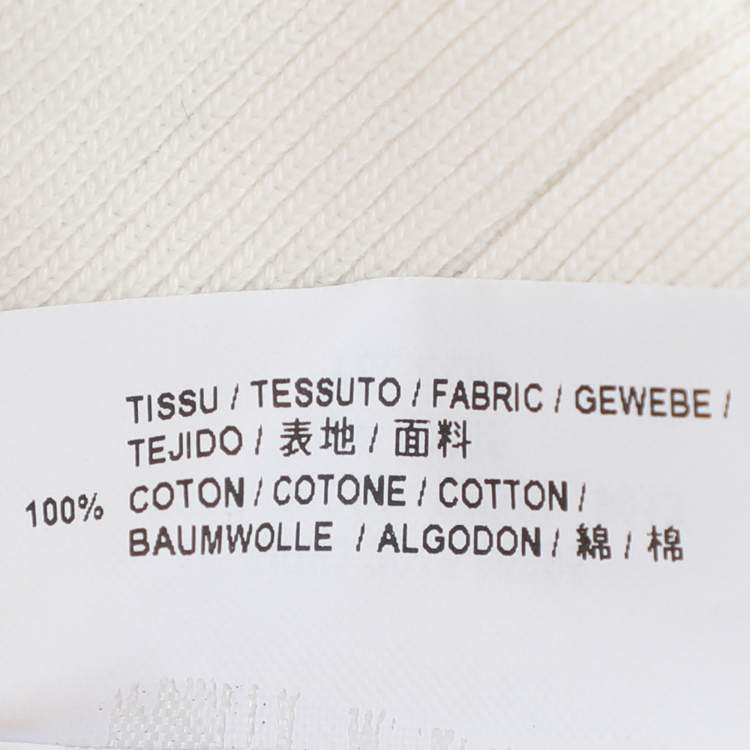 TISSU / TESSUTO / FABRIC / GEWEBE /
TEJIDO / 表地 / 面料
100% COTON / COTONE / COTTON /
BAUMWOLLE / ALGODON / 綿 / 棉